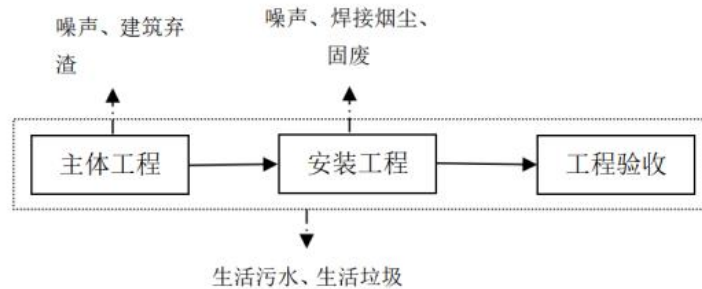 噪声、建筑弃
渣
噪声、焊接烟尘、
固废
主体工程
安装工程
工程验收
生活污水、生活垃圾